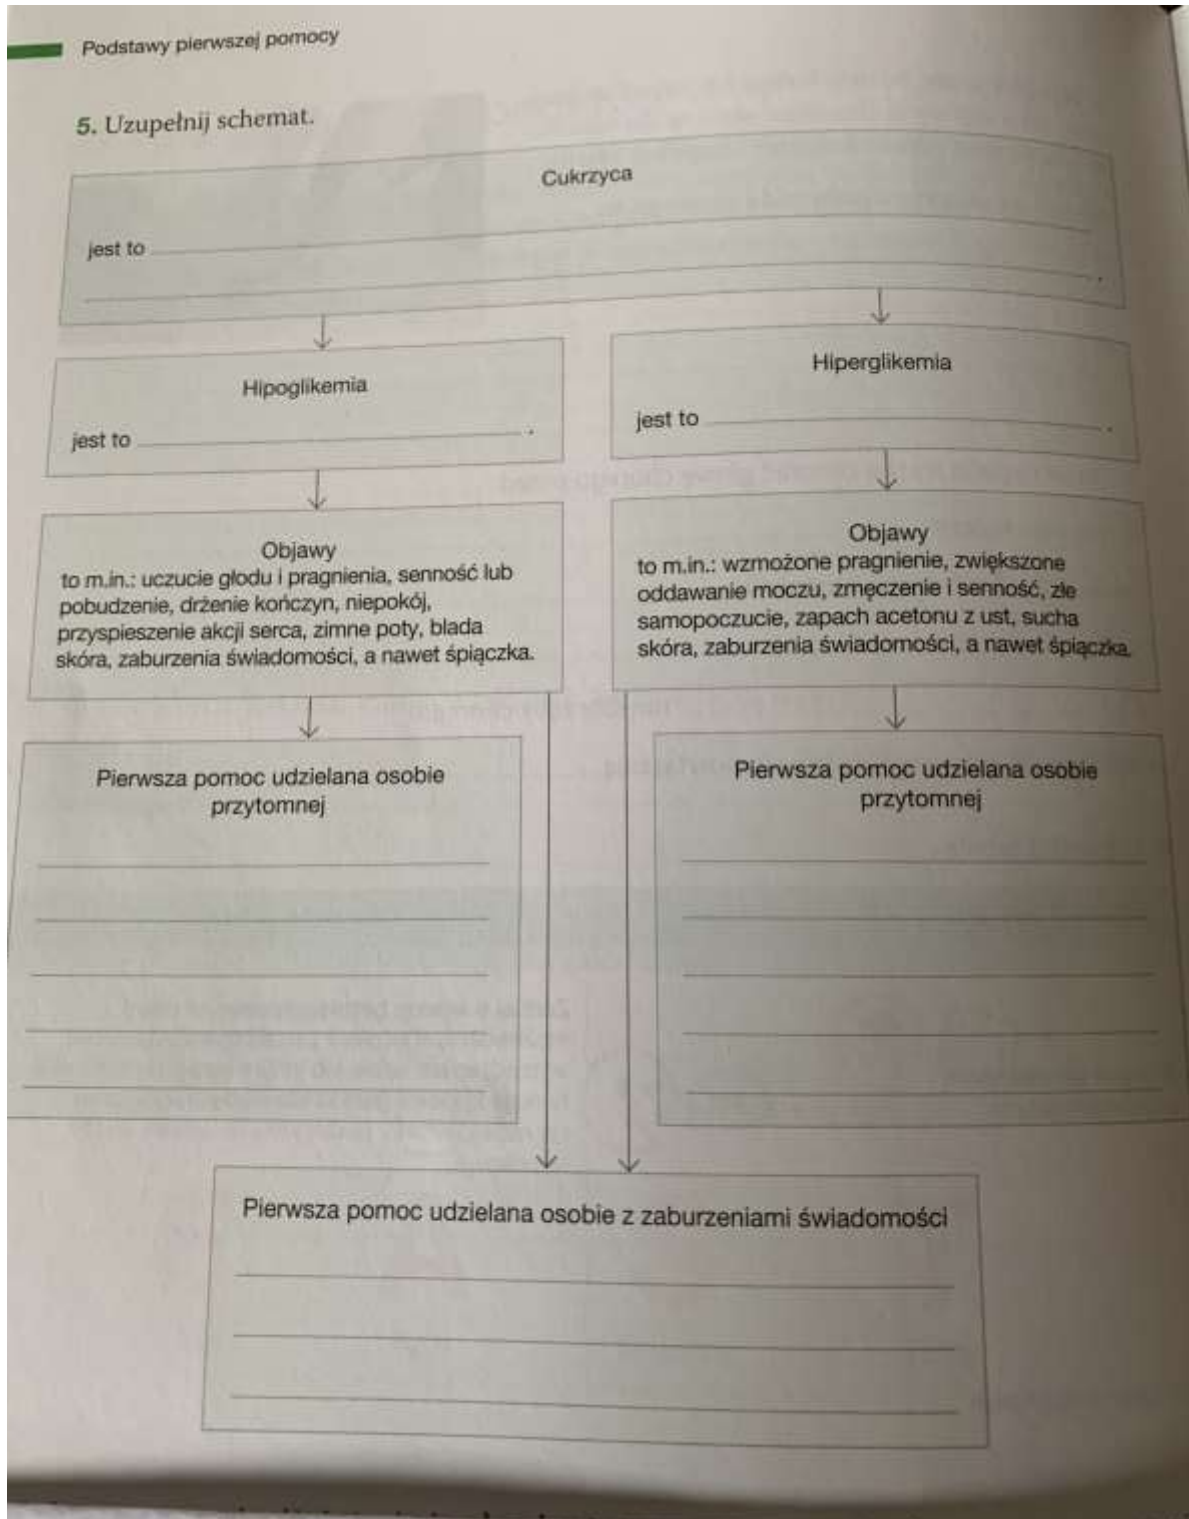 Podstawy pierwszej pomocy
5. Uzupełnij schemat.
Cukrzyca
jest to
.
Hipoglikemia
jest to .
Hiperglikemia
jest to .
Objawy
to m.in.: uczucie głodu i pragnienia, senność lub
pobudzenie, drżenie kończyn, niepokój,
przyspieszenie akcji serca, zimne poty, blada
skóra, zaburzenia świadomości, a nawet śpiączka.
Objawy
to m.in.: wzmożone pragnienie, zwiększone
oddawanie moczu, zmęczenie i senność, złe
samopoczucie, zapach acetonu z ust, sucha
skóra, zaburzenia świadomości, a nawet śpiączka.
Pierwsza pomoc udzielana osobie
przytomnej
Pierwsza pomoc udzielana osobie
przytomnej
Pierwsza pomoc udzielana osobie z zaburzeniami świadomości